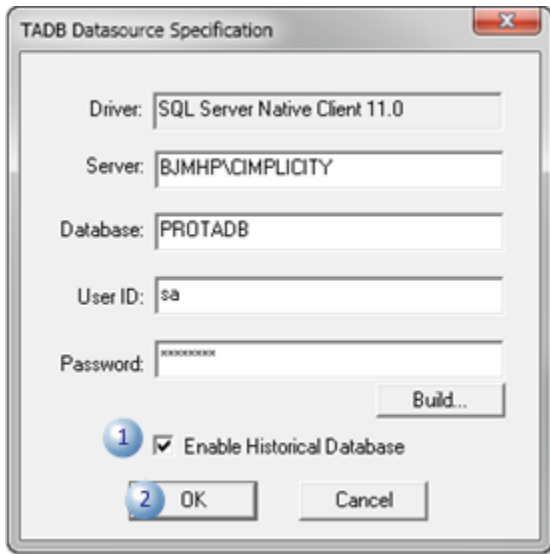 TADB Datasource Specification
Driver: SQL Server Native Client 11.0
Server: BJMHP\CIMPLICITY
Database: PROTADB
User ID: sa
Password: ********
Build...
1 Enable Historical Database
2 OK Cancel